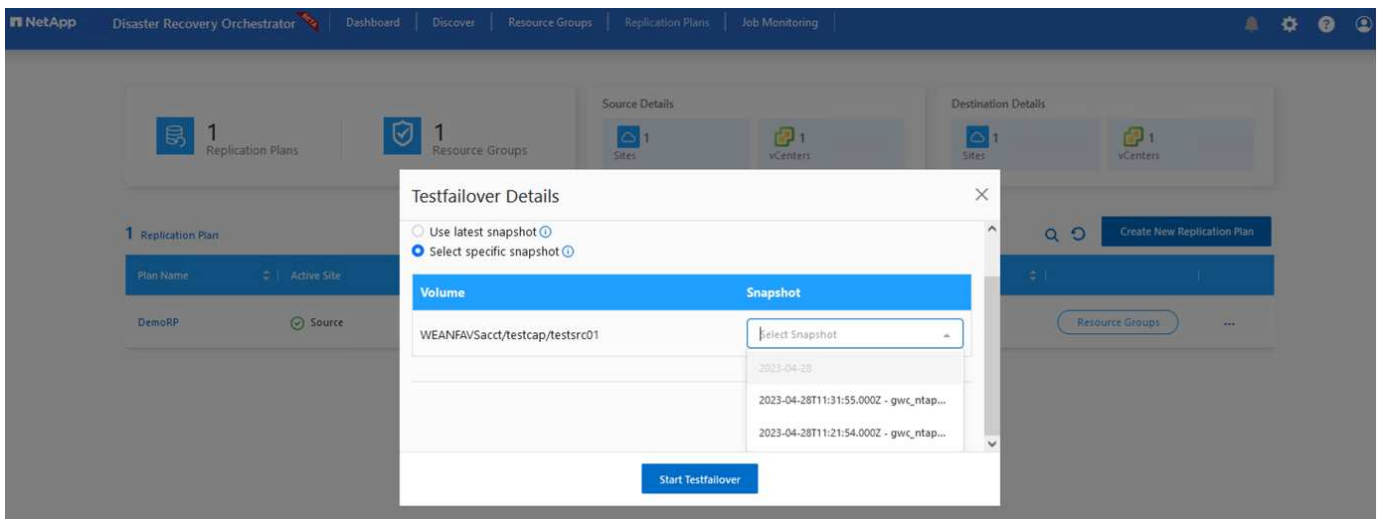 NetApp
Disaster Recovery Orchestrator
Dashboard
Discover
Resource Groups
Replication Plans
Job Monitoring
1
Replication Plans
1
Resource Groups
Source Details
1
Sites
1
vCenters
Destination Details
1
Sites
1
vCenters
1 Replication Plan
Create New Replication Plan
Plan Name
Active Site
DemoRP
Source
Resource Groups
...
Testfailover Details
Use latest snapshot
Select specific snapshot
Volume
Snapshot
WEANFAVSacct/testcap/testsrc01
Select Snapshot
2023-04-28
2023-04-28T11:31:55.000Z - gwc_ntap...
2023-04-28T11:21:54.000Z - gwc_ntap...
Start Testfailover